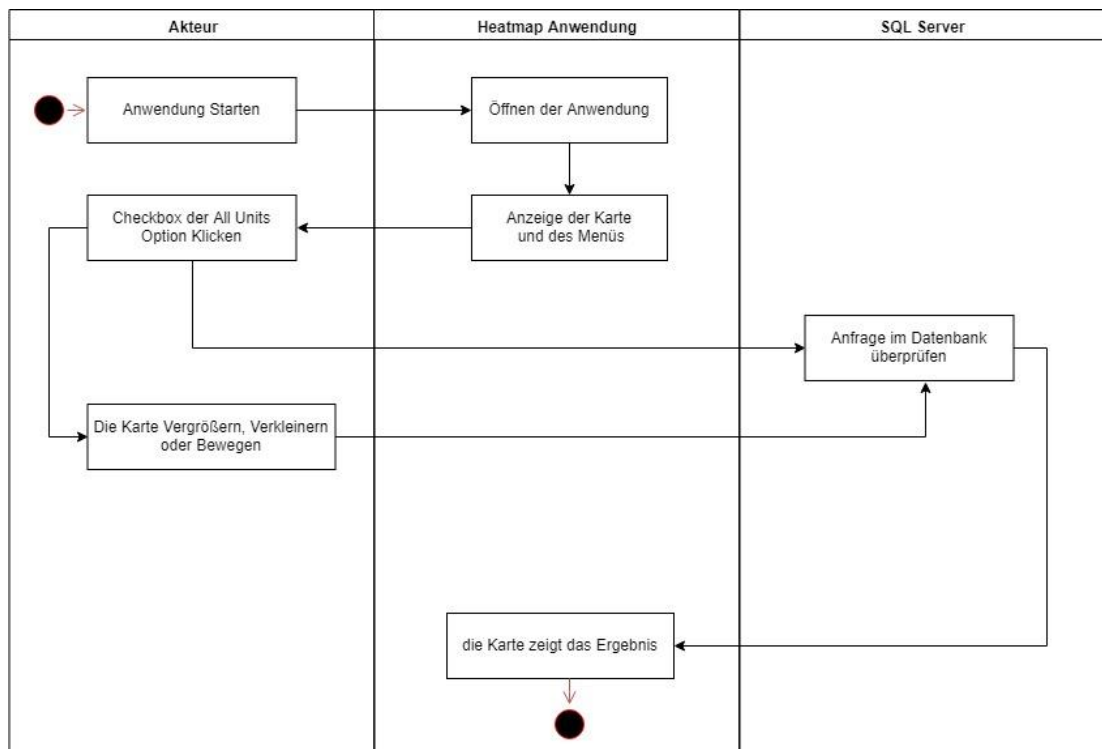 Akteur
Heatmap Anwendung
SQL Server
Anwendung Starten
Öffnen der Anwendung
Checkbox der All Units
Option Klicken
Anzeige der Karte
und des Menüs
Anfrage im Datenbank
überprüfen
Die Karte Vergrößern, Verkleinern
oder Bewegen
die Karte zeigt das Ergebnis